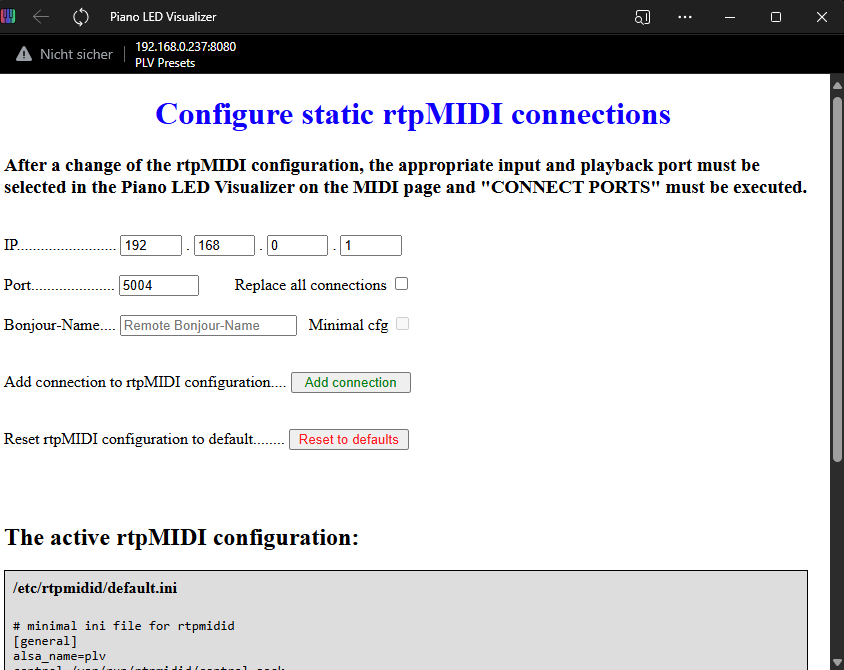 Piano LED Visualizer
Nicht sicher
192.168.0.237:8080
PLV Presets
Configure static rtpMIDI connections
After a change of the rtpMIDI configuration, the appropriate input and playback port must be
selected in the Piano LED Visualizer on the MIDI page and "CONNECT PORTS" must be executed.
IP......................... 192 . 168 . 0 . 1
Port..................... 5004 Replace all connections
Bonjour-Name.... Remote Bonjour-Name Minimal cfg
Add connection to rtpMIDI configuration.... Add connection
Reset rtpMIDI configuration to default........ Reset to defaults
The active rtpMIDI configuration:
/etc/rtpmidid/default.ini
# minimal ini file for rtpmidid
[general]
alsa_name=plv